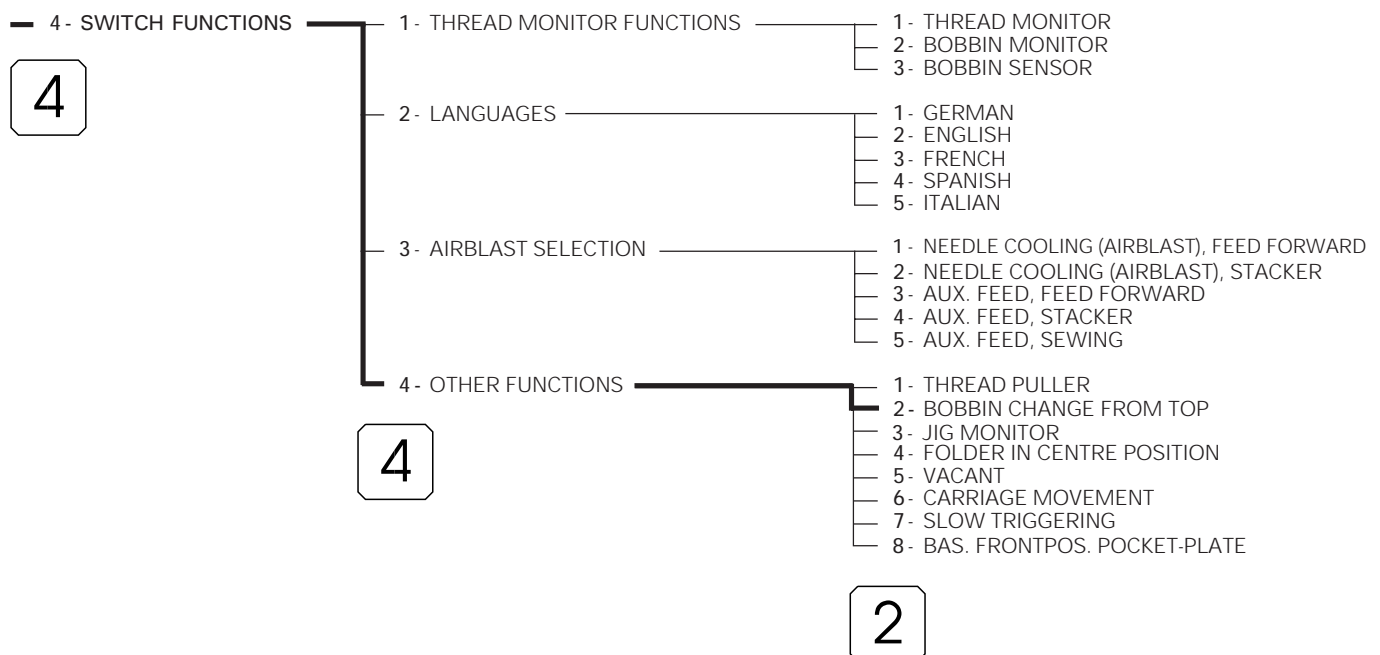 4 - SWITCH FUNCTIONS
4
1 - THREAD MONITOR FUNCTIONS
1 - THREAD MONITOR
2 - BOBBIN MONITOR
3 - BOBBIN SENSOR
2 - LANGUAGES
1 - GERMAN
2 - ENGLISH
3 - FRENCH
4 - SPANISH
5 - ITALIAN
3 - AIRBLAST SELECTION
1 - NEEDLE COOLING (AIRBLAST), FEED FORWARD
2 - NEEDLE COOLING (AIRBLAST), STACKER
3 - AUX. FEED, FEED FORWARD
4 - AUX. FEED, STACKER
5 - AUX. FEED, SEWING
4 - OTHER FUNCTIONS
4
1 - THREAD PULLER
2 - BOBBIN CHANGE FROM TOP
3 - JIG MONITOR
4 - FOLDER IN CENTRE POSITION
5 - VACANT
6 - CARRIAGE MOVEMENT
7 - SLOW TRIGGERING
8 - BAS. FRONTPOS. POCKET-PLATE
2